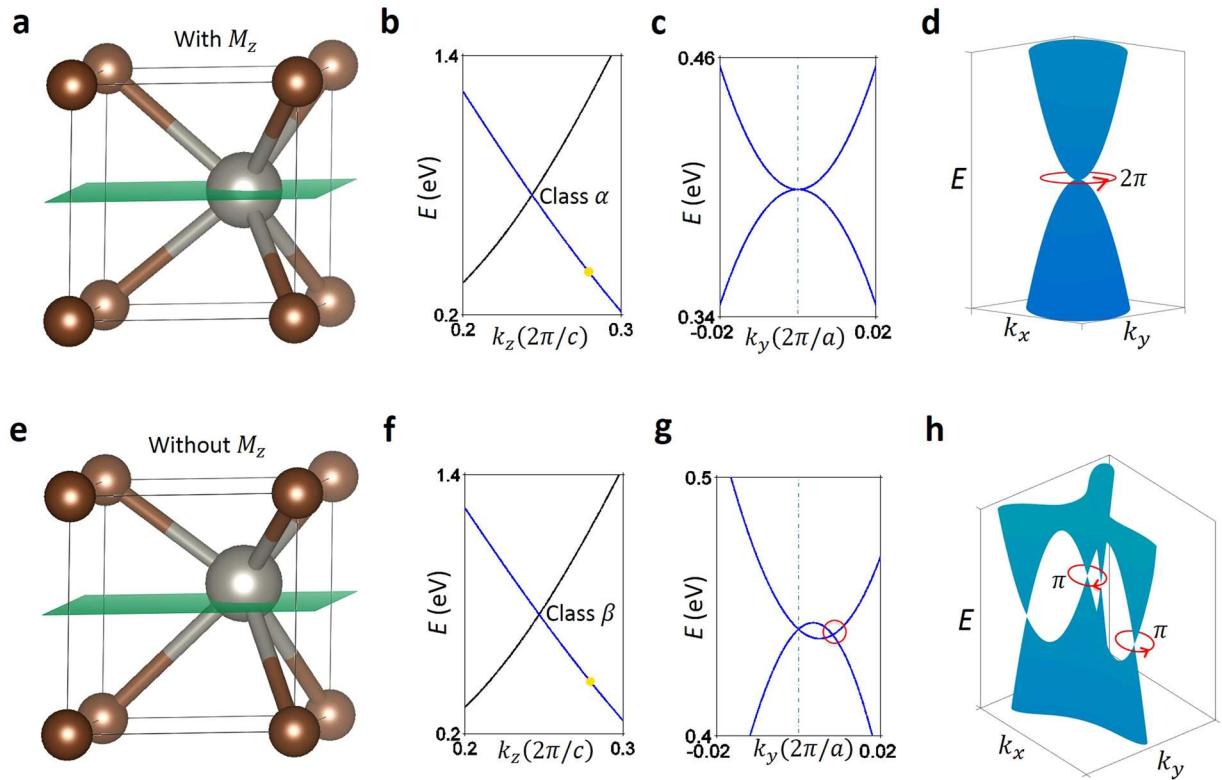 a
With M_z
b
1.4
E (eV)
Class α
0.2
0.2
0.3
k_z(2π/c)
c
0.46
E (eV)
0.34
-0.02
0.02
k_y(2π/a)
d
E
2π
k_x
k_y
e
Without M_z
f
1.4
E (eV)
Class β
0.2
0.2
0.3
k_z(2π/c)
g
0.5
E (eV)
0.4
-0.02
0.02
k_y(2π/a)
h
π
π
E
k_x
k_y